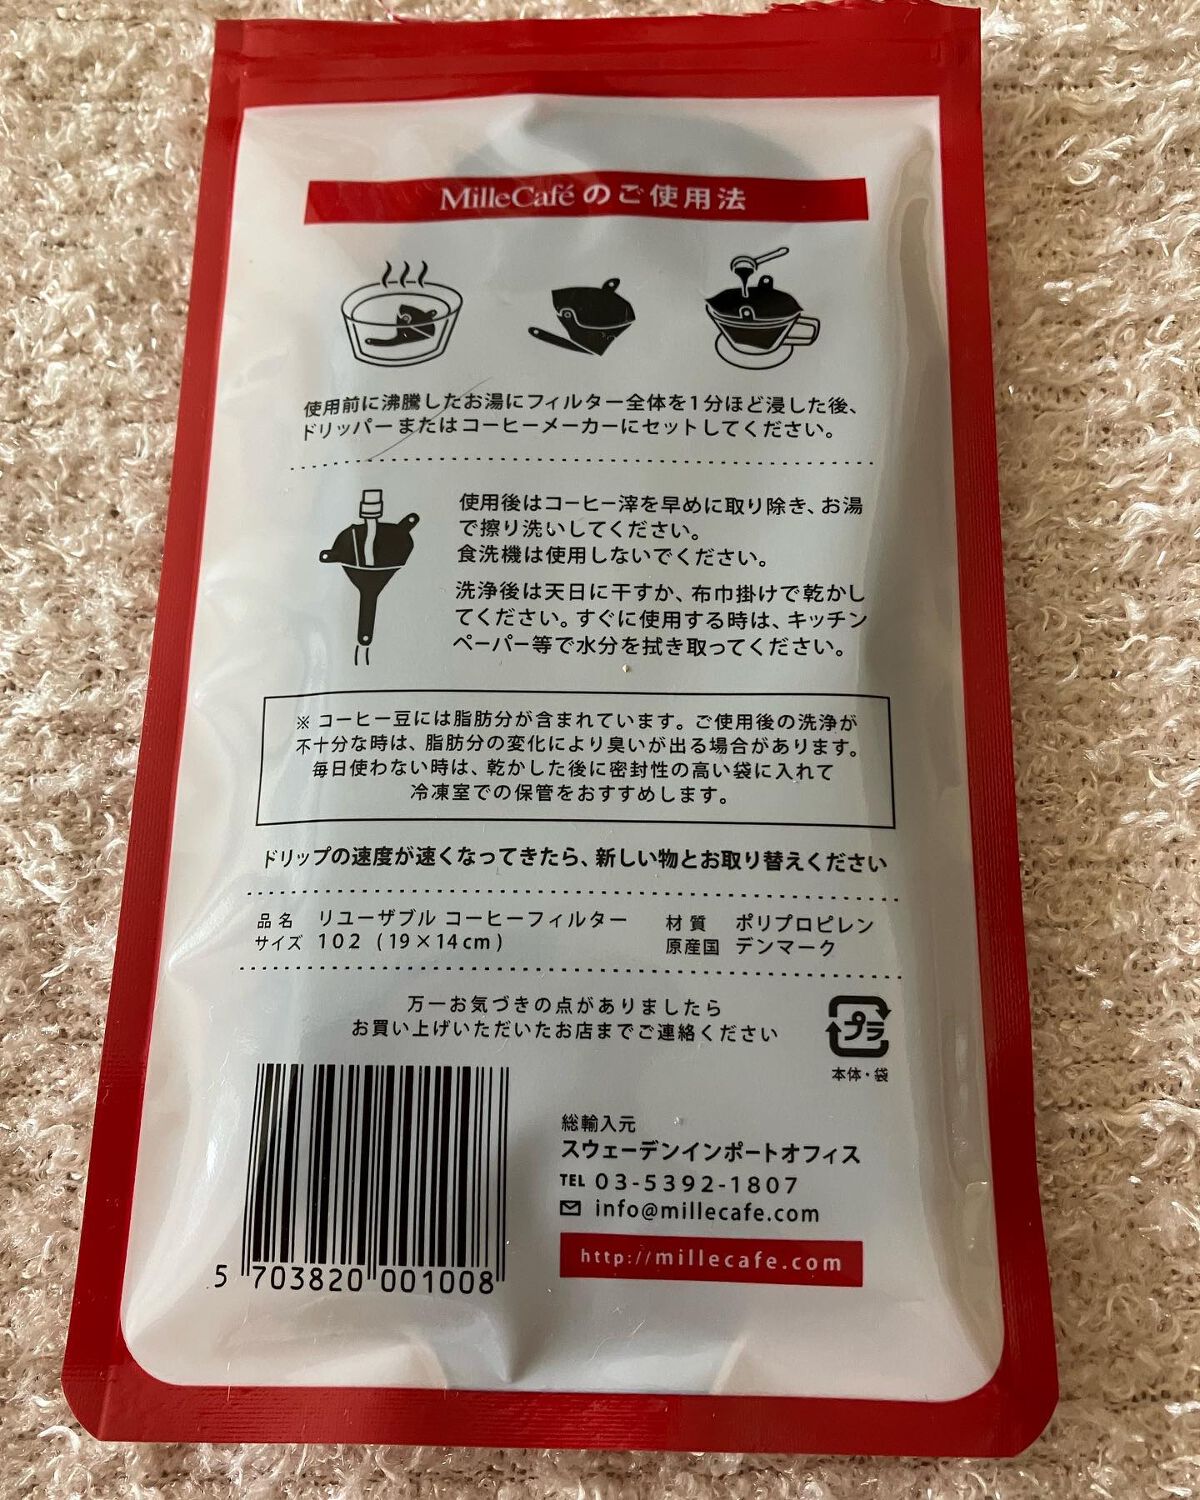 MilleCaféのご使用法
使用前に沸騰したお湯にフィルター全体を1分ほど浸した後、
ドリッパーまたはコーヒーメーカーにセットしてください。
使用後はコーヒー滓を早めに取り除き、お湯
で擦り洗いしてください。
食洗機は使用しないでください。
洗浄後は天日に干すか、布巾掛けで乾かし
てください。すぐに使用する時は、キッチン
ペーパー等で水分を拭き取ってください。
※ コーヒー豆には脂肪分が含まれています。ご使用後の洗浄が
不十分な時は、脂肪分の変化により臭いが出る場合があります。
毎日使わない時は、乾かした後に密封性の高い袋に入れて
冷凍室での保管をおすすめします。
ドリップの速度が速くなってきたら、新しい物とお取り替えください
品名 リユーザブル コーヒーフィルター
サイズ 102 (19×14cm)
材質 ポリプロピレン
原産国 デンマーク
万一お気づきの点がありましたら
お買い上げいただいたお店までご連絡ください
プラ
本体・袋
5 703820 001008
総輸入元
スウェーデンインポートオフィス
TEL 03-5392-1807
info@millecafe.com
http://millecafe.com